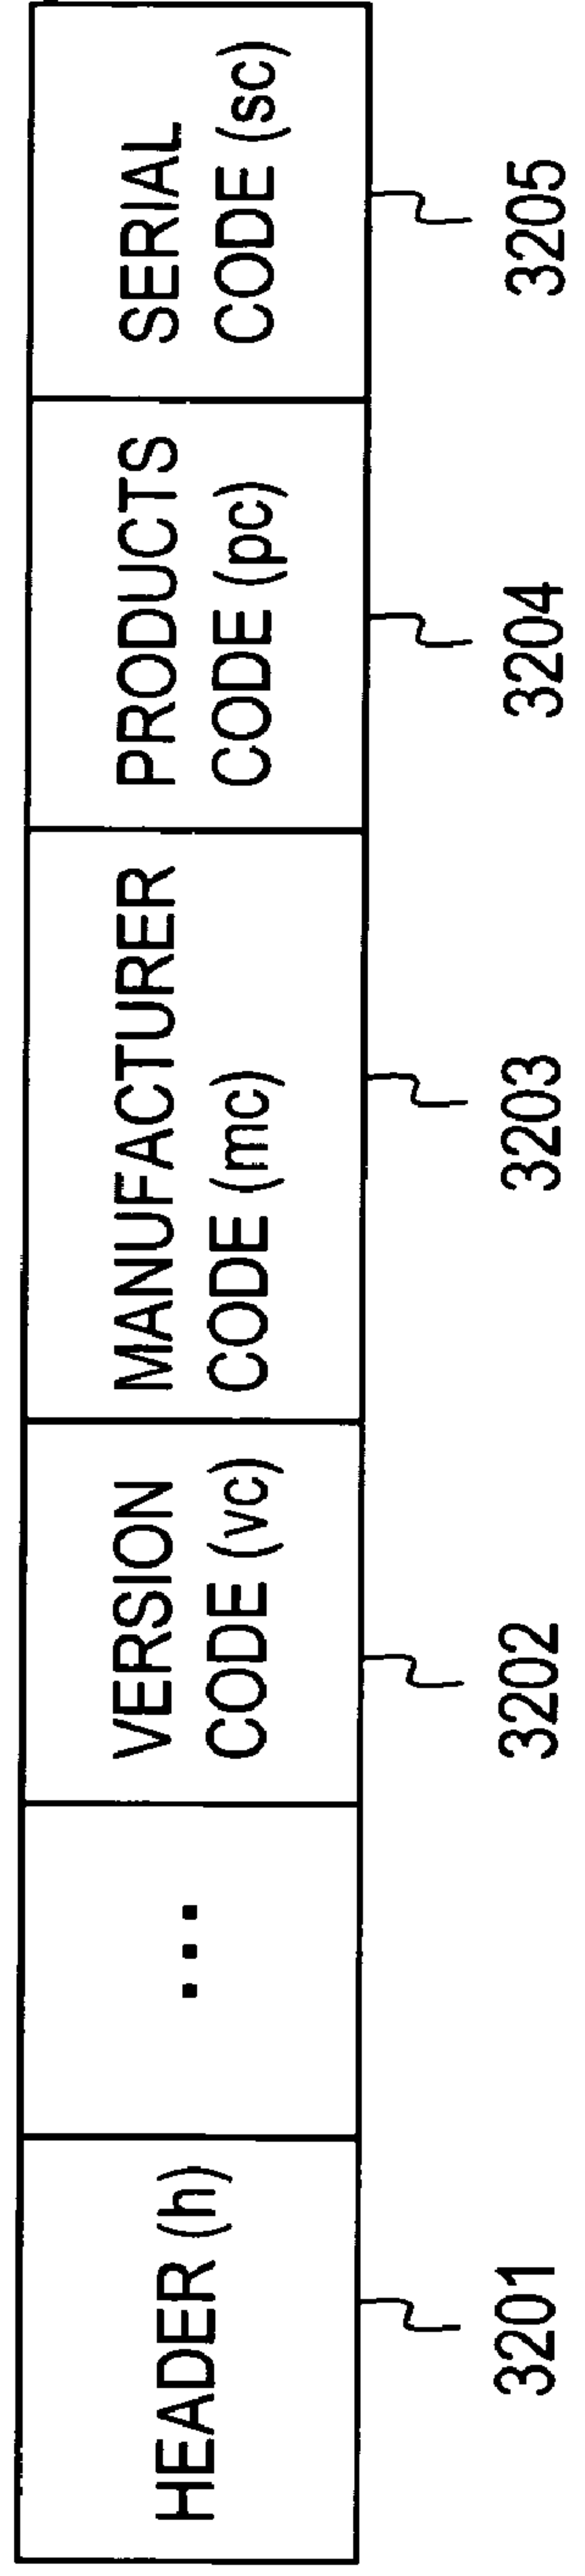 HEADER (h)
...
VERSION
CODE (vc)
MANUFACTURER
CODE (mc)
PRODUCTS
CODE (pc)
SERIAL
CODE (sc)
3201
3202
3203
3204
3205